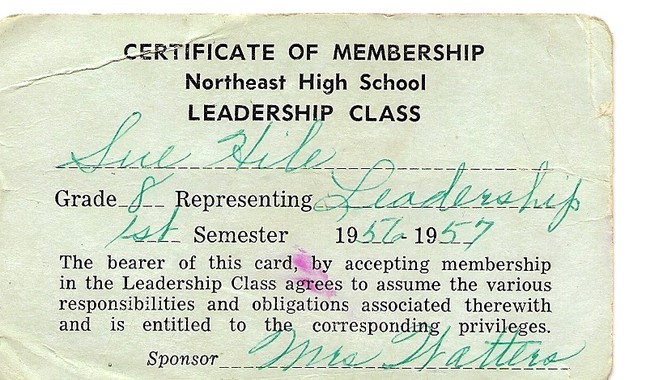 CERTIFICATE OF MEMBERSHIP
Northeast High School
LEADERSHIP CLASS
Sue Hile
Grade 8 Representing Leadership
1st Semester 1956-1957
The bearer of this card, by accepting membership
in the Leadership Class agrees to assume the various
responsibilities and obligations associated therewith
and is entitled to the corresponding privileges.
Sponsor Mrs Watters